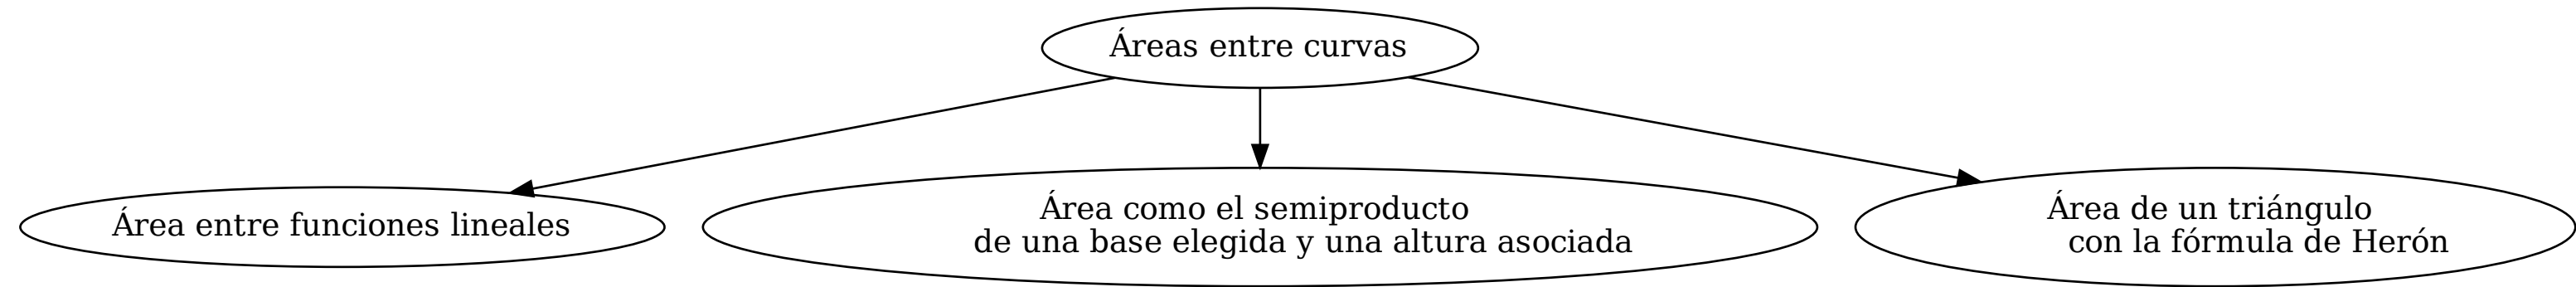 Áreas entre curvas
Área entre funciones lineales
Área como el semiproducto
de una base elegida y una altura asociada
Área de un triángulo
con la fórmula de Herón